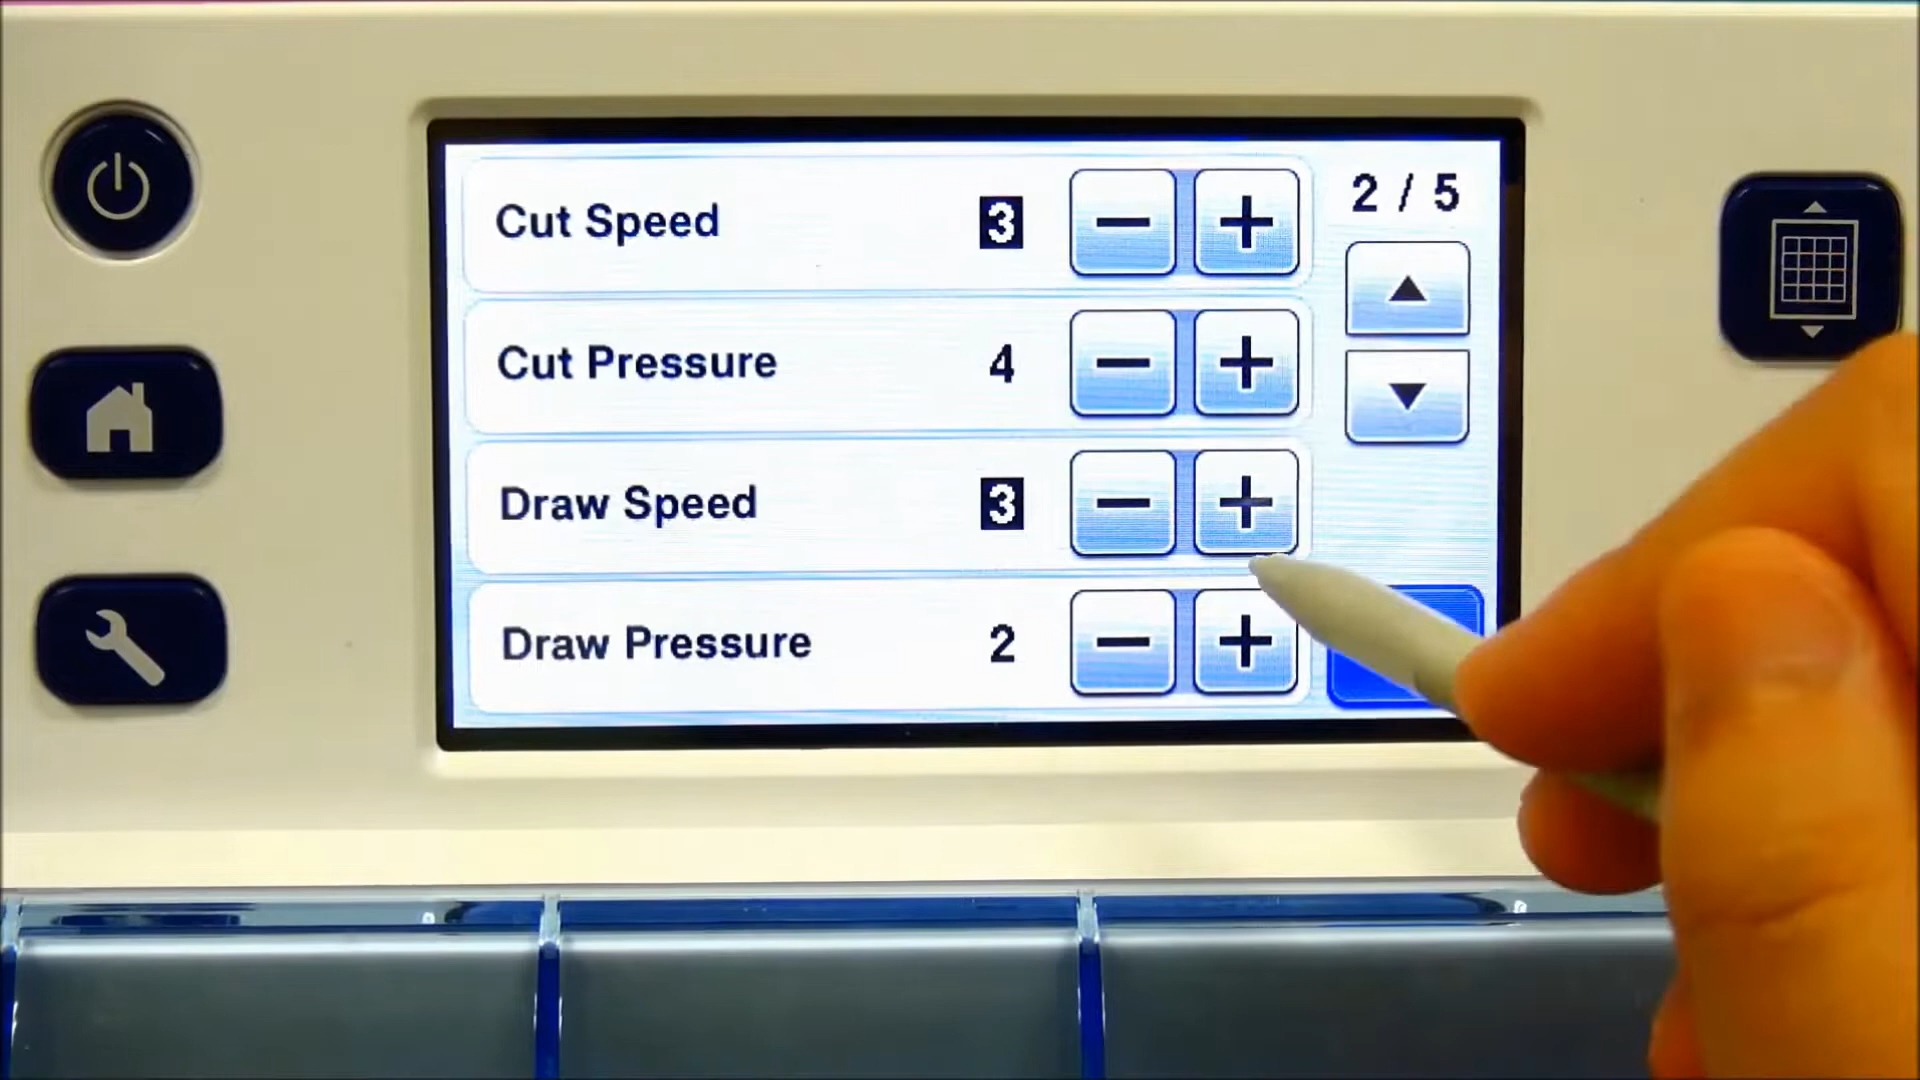 Cut Speed 3 − +
2 / 5
Cut Pressure 4 − +
Draw Speed 3 − +
Draw Pressure 2 − +